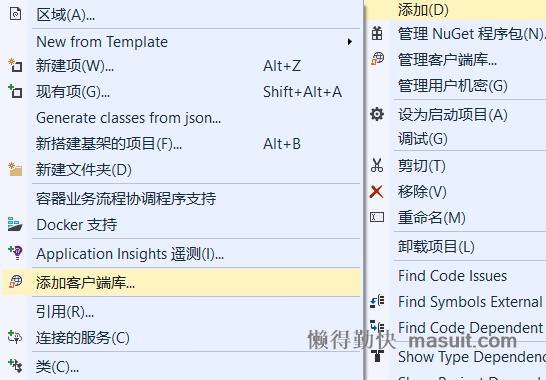 区域(A)...
New from Template
新建项(W)... Alt+Z
现有项(G)... Shift+Alt+A
Generate classes from json...
新搭建基架的项目(F)... Alt+B
新建文件夹(D)
容器业务流程协调程序支持
Docker 支持
Application Insights 遥测(I)...
添加客户端库...
引用(R)...
连接的服务(C)
类(C)...
添加(D)
管理 NuGet 程序包(N)...
管理客户端库...
管理用户机密(G)
设为启动项目(A)
调试(G)
剪切(T)
移除(V)
重命名(M)
卸载项目(L)
Find Code Issues
Find Symbols External
Find Code Dependent
Show Type Dependen
懒得勤快 masuit.com